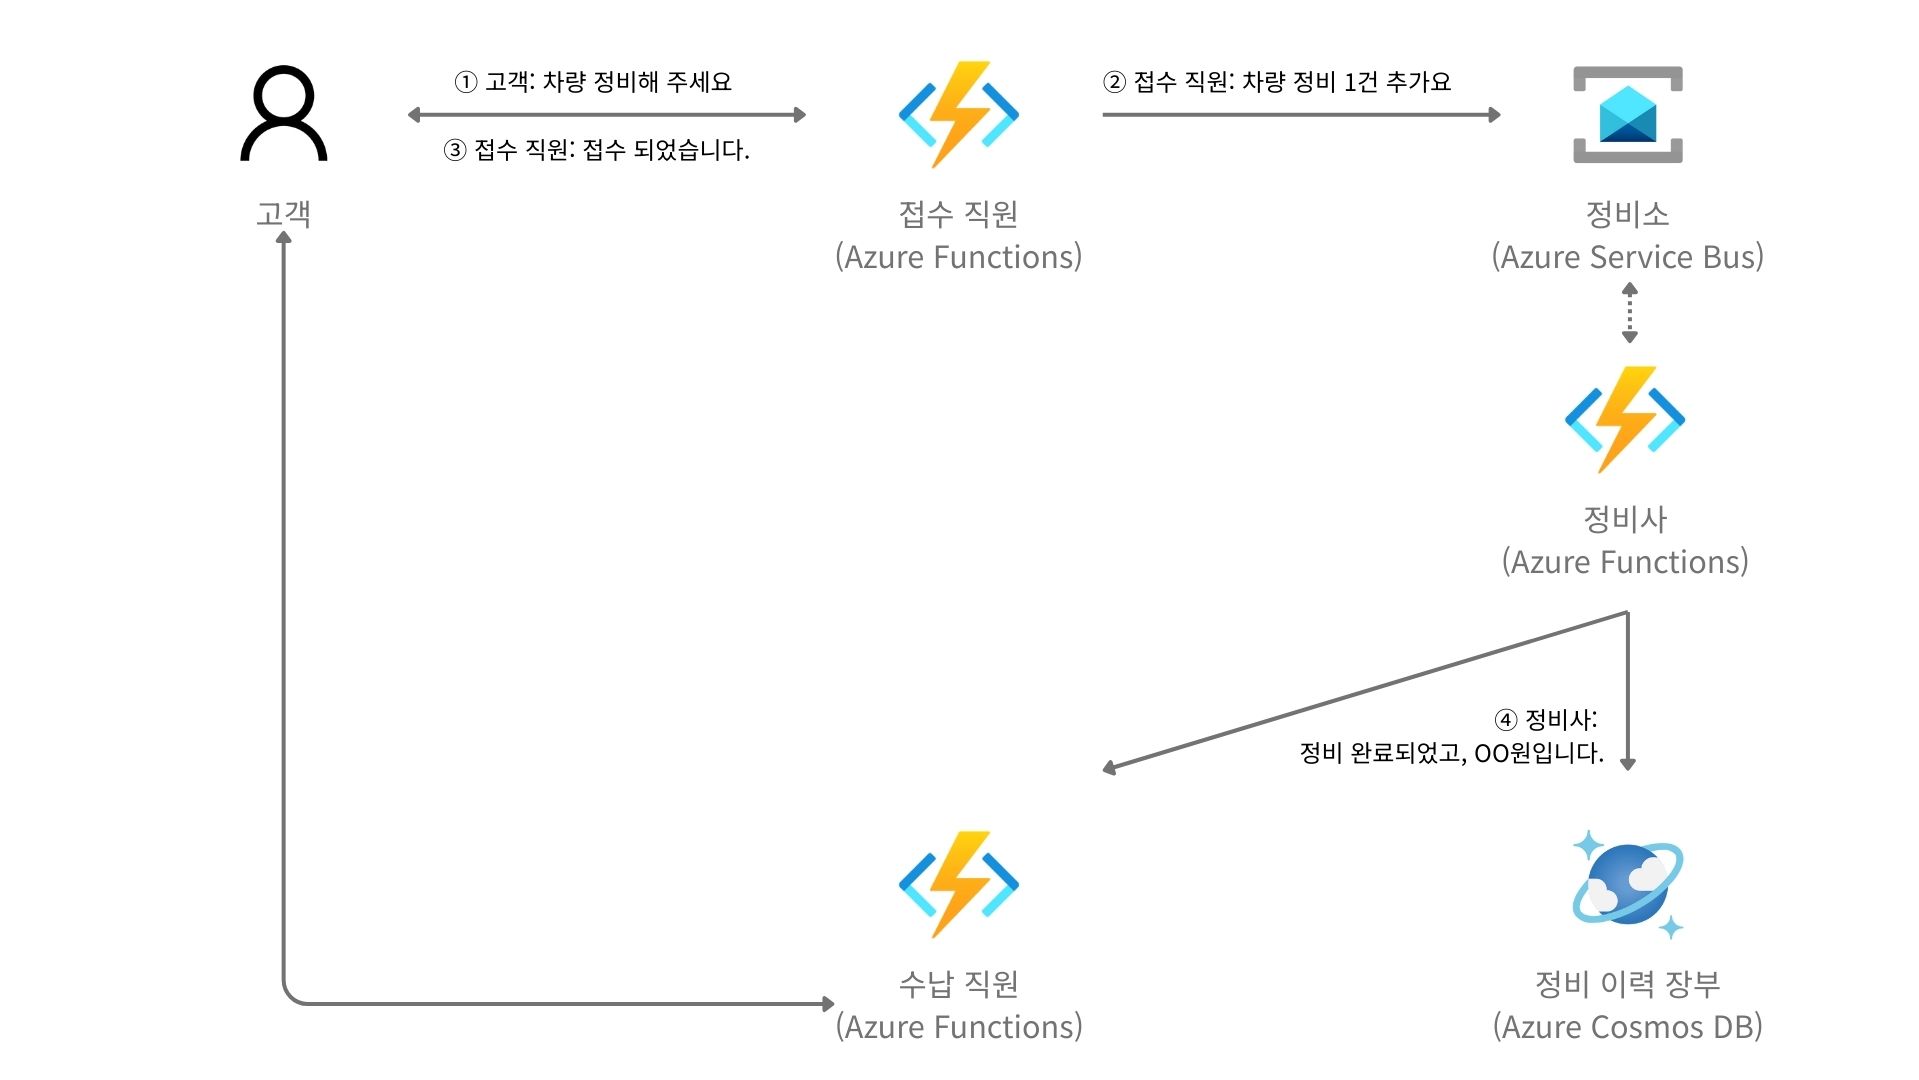 ① 고객: 차량 정비해 주세요
② 접수 직원: 차량 정비 1건 추가요
③ 접수 직원: 접수 되었습니다.
고객
접수 직원
(Azure Functions)
정비소
(Azure Service Bus)
정비사
(Azure Functions)
④ 정비사:
정비 완료되었고, OO원입니다.
수납 직원
(Azure Functions)
정비 이력 장부
(Azure Cosmos DB)